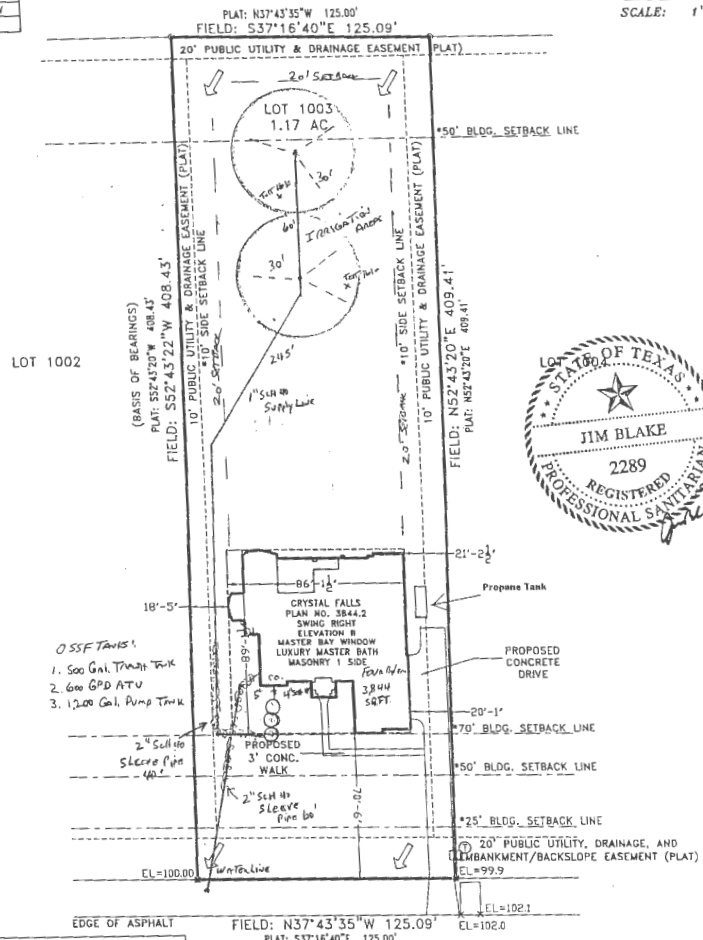 PLAT: N37°43'35"W 125.00'
SCALE: 1'
FIELD: S37°16'40"E 125.09'
20' PUBLIC UTILITY & DRAINAGE EASEMENT (PLAT)
20' SETBACK
LOT 1003
1.17 AC
*50' BLDG. SETBACK LINE
30'
TEST HOLE
60'
IRRIGATION
AREAS
30'
TEST HOLE
10' PUBLIC UTILITY & DRAINAGE EASEMENT (PLAT)
*10' SIDE SETBACK LINE
20' SETBACK
(BASIS OF BEARINGS)
PLAT: S52°43'20"W 408.43'
FIELD: S52°43'22"W 408.43'
*10' SIDE SETBACK LINE
10' PUBLIC UTILITY & DRAINAGE EASEMENT (PLAT)
20' SETBACK
FIELD: N52°43'20"E 409.41'
PLAT: N52°43'20"E 409.41'
LOT 1002
LOT 1004
245'
1" SCH 40
Supply Line
STATE OF TEXAS
JIM BLAKE
2289
REGISTERED
PROFESSIONAL SANITARIAN
21'-2½'
86'-1½'
Propane Tank
18'-5'
CRYSTAL FALLS
PLAN NO. 3844.2
SWING RIGHT
ELEVATION B
MASTER BAY WINDOW
LUXURY MASTER BATH
MASONRY 1 SIDE
3,844
SQFT.
OSSF TANKS:
1. 500 Gal. Trash Tank
2. 600 GPD ATU
3. 1,200 Gal. Pump Tank
C.O.
5'
PROPOSED
CONCRETE
DRIVE
20'-1'
*70' BLDG. SETBACK LINE
2" SCH 40
Sleeve Pipe
40'
PROPOSED
3' CONC.
WALK
*50' BLDG. SETBACK LINE
2" SCH 40
Sleeve
Pipe 60'
70'-6'
*25' BLDG. SETBACK LINE
T 20' PUBLIC UTILITY, DRAINAGE, AND
EMBANKMENT/BACKSLOPE EASEMENT (PLAT)
EL=100.00
WATERLINE
EL=99.9
EL=102.1
EDGE OF ASPHALT
FIELD: N37°43'35"W 125.09'
EL=102.0
PLAT: S37°16'40"E 125.00'